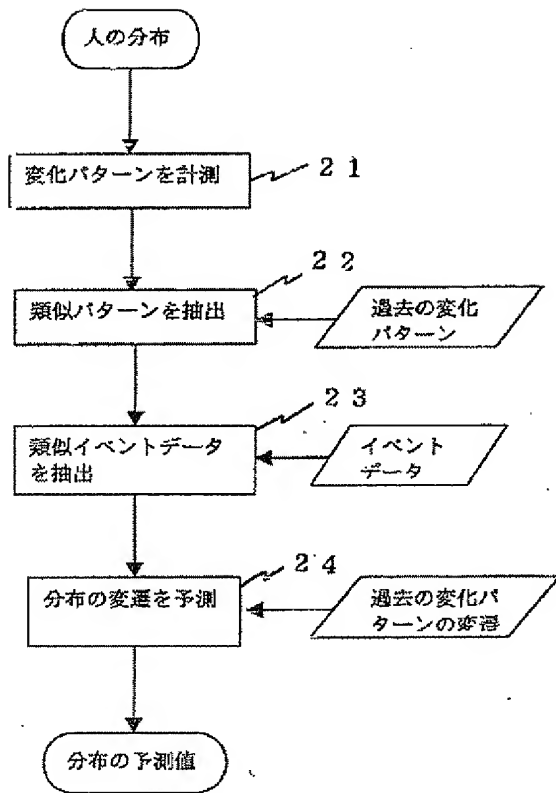 人の分布
変化パターンを計測
21
22
類似パターンを抽出
過去の変化
パターン
23
類似イベントデータ
を抽出
イベント
データ
24
分布の変遷を予測
過去の変化パ
ターンの変遷
分布の予測値